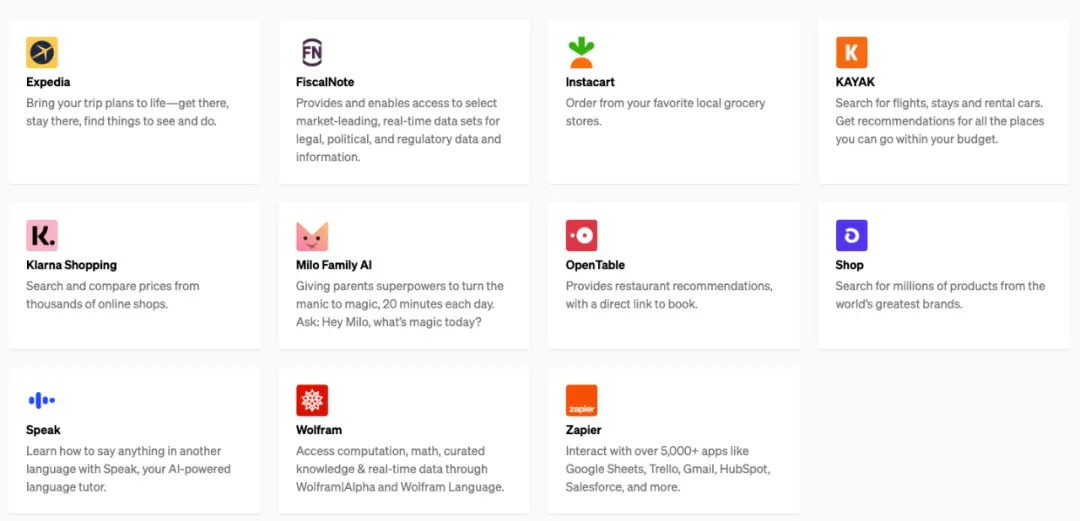 FN
K
Expedia
Bring your trip plans to life—get there,
stay there, find things to see and do.
FiscalNote
Provides and enables access to select
market-leading, real-time data sets for
legal, political, and regulatory data and
information.
Instacart
Order from your favorite local grocery
stores.
KAYAK
Search for flights, stays and rental cars.
Get recommendations for all the places
you can go within your budget.
K.
Klarna Shopping
Search and compare prices from
thousands of online shops.
Milo Family AI
Giving parents superpowers to turn the
manic to magic, 20 minutes each day.
Ask: Hey Milo, what's magic today?
OpenTable
Provides restaurant recommendations,
with a direct link to book.
Shop
Search for millions of products from the
world's greatest brands.
Speak
Learn how to say anything in another
language with Speak, your AI-powered
language tutor.
Wolfram
Access computation, math, curated
knowledge & real-time data through
Wolfram|Alpha and Wolfram Language.
zapier
Zapier
Interact with over 5,000+ apps like
Google Sheets, Trello, Gmail, HubSpot,
Salesforce, and more.